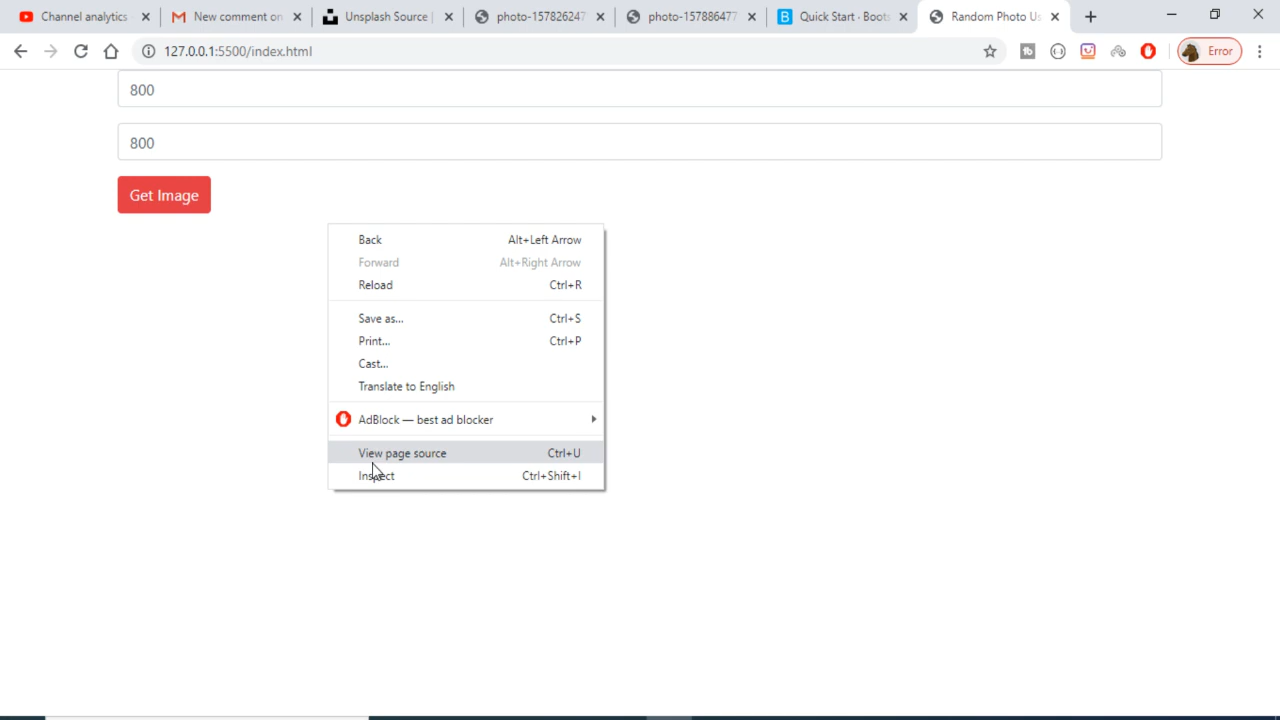 Channel analytics
New comment on
Unsplash Source |
photo-157826247
photo-157886477
Quick Start · Boots
Random Photo Us
127.0.0.1:5500/index.html
Error
800
800
Get Image
Back Alt+Left Arrow
Forward Alt+Right Arrow
Reload Ctrl+R
Save as... Ctrl+S
Print... Ctrl+P
Cast...
Translate to English
AdBlock — best ad blocker
View page source Ctrl+U
Inspect Ctrl+Shift+I